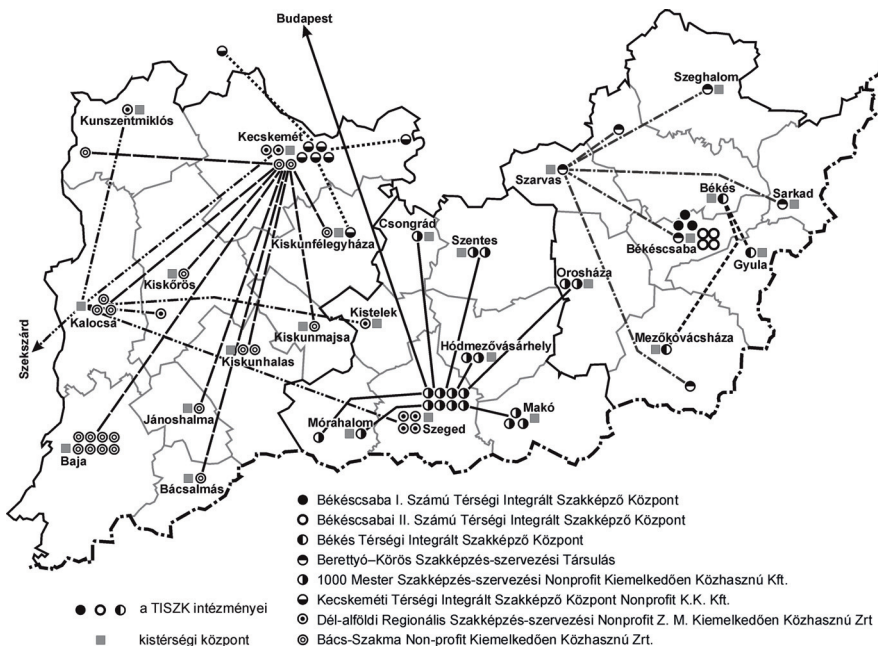 Budapest
Szeghalom
Kunszentmiklós
Kecskemét
Szarvas
Békés
Sarkad
Csongrád
Szentes
Kiskunfélegyháza
Békéscsaba
Gyula
Orosháza
Kiskőrös
Kalocsa
Kistelek
Szekszárd
Kiskunmajsa
Hódmezővásárhely
Mezőkovácsháza
Kiskunhalas
Jánoshalma
Mórahalom
Szeged
Makó
Baja
Bácsalmás
Békéscsaba I. Számú Térségi Integrált Szakképző Központ
Békéscsabai II. Számú Térségi Integrált Szakképző Központ
Békés Térségi Integrált Szakképző Központ
Berettyó–Körös Szakképzés-szervezési Társulás
1000 Mester Szakképzés-szervezési Nonprofit Kiemelkedően Közhasznú Kft.
Kecskeméti Térségi Integrált Szakképző Központ Nonprofit K.K. Kft.
Dél-alföldi Regionális Szakképzés-szervezési Nonprofit Z. M. Kiemelkedően Közhasznú Zrt
Bács-Szakma Non-profit Kiemelkedően Közhasznú Zrt.
a TISZK intézményei
kistérségi központ